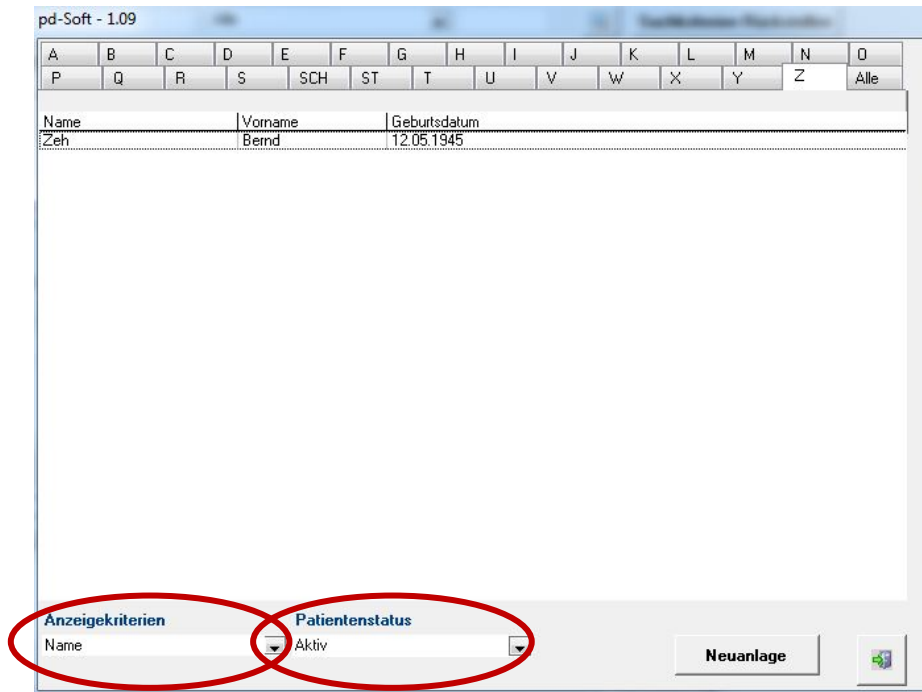 pd-Soft - 1.09
A B C D E F G H I J K L M N O
P Q R S SCH ST T U V W X Y Z Alle
Name Vorname Geburtsdatum
Zeh Bernd 12.05.1945
Anzeigekriterien Patientenstatus
Name Aktiv
Neuanlage